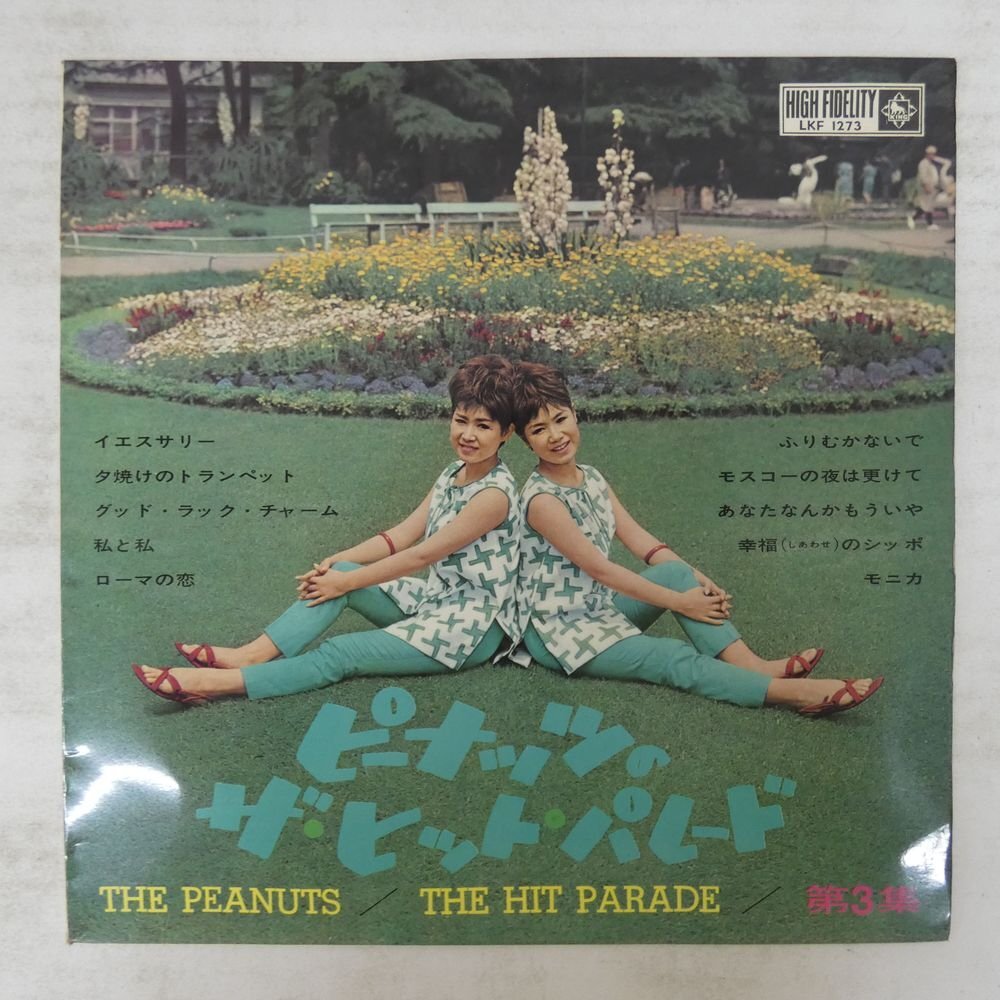 HIGH FIDELITY
LKF 1273
KING
イエスサリー
夕焼けのトランペット
グッド・ラック・チャーム
私と私
ローマの恋
ふりむかないで
モスコーの夜は更けて
あなたなんかもういや
幸福(しあわせ)のシッポ
モニカ
ピーナッツの
ザ・ヒット・パレード
THE PEANUTS / THE HIT PARADE / 第3集